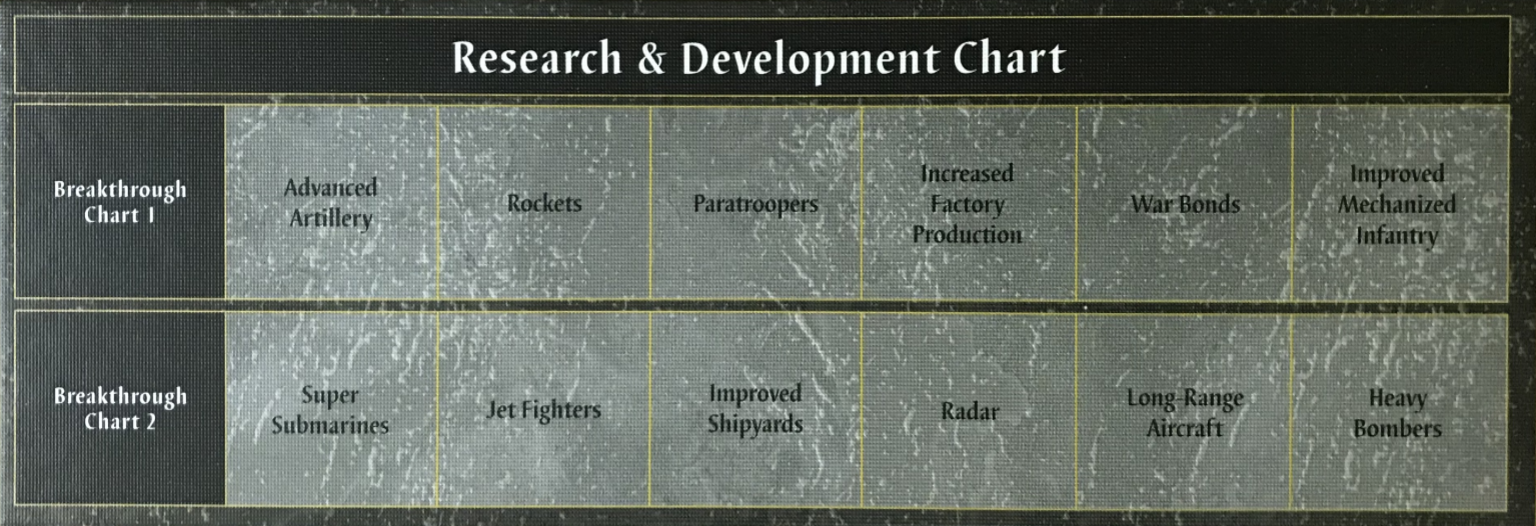 Research & Development Chart
Breakthrough
Chart 1
Advanced
Artillery
Rockets
Paratroopers
Increased
Factory
Production
War Bonds
Improved
Mechanized
Infantry
Breakthrough
Chart 2
Super
Submarines
Jet Fighters
Improved
Shipyards
Radar
Long-Range
Aircraft
Heavy
Bombers